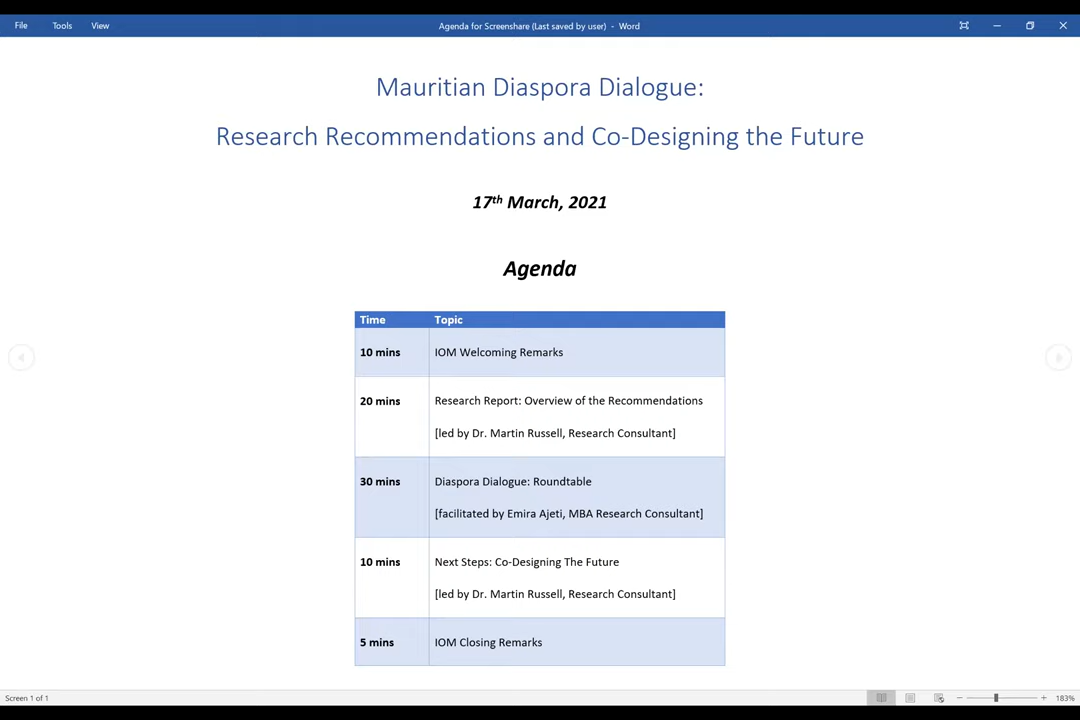 File Tools View Agenda for Screenshare (Last saved by user) - Word
Mauritian Diaspora Dialogue:
Research Recommendations and Co-Designing the Future
17th March, 2021
Agenda
Time Topic
10 mins IOM Welcoming Remarks
20 mins Research Report: Overview of the Recommendations
[led by Dr. Martin Russell, Research Consultant]
30 mins Diaspora Dialogue: Roundtable
[facilitated by Emira Ajeti, MBA Research Consultant]
10 mins Next Steps: Co-Designing The Future
[led by Dr. Martin Russell, Research Consultant]
5 mins IOM Closing Remarks
Screen 1 of 1 183%